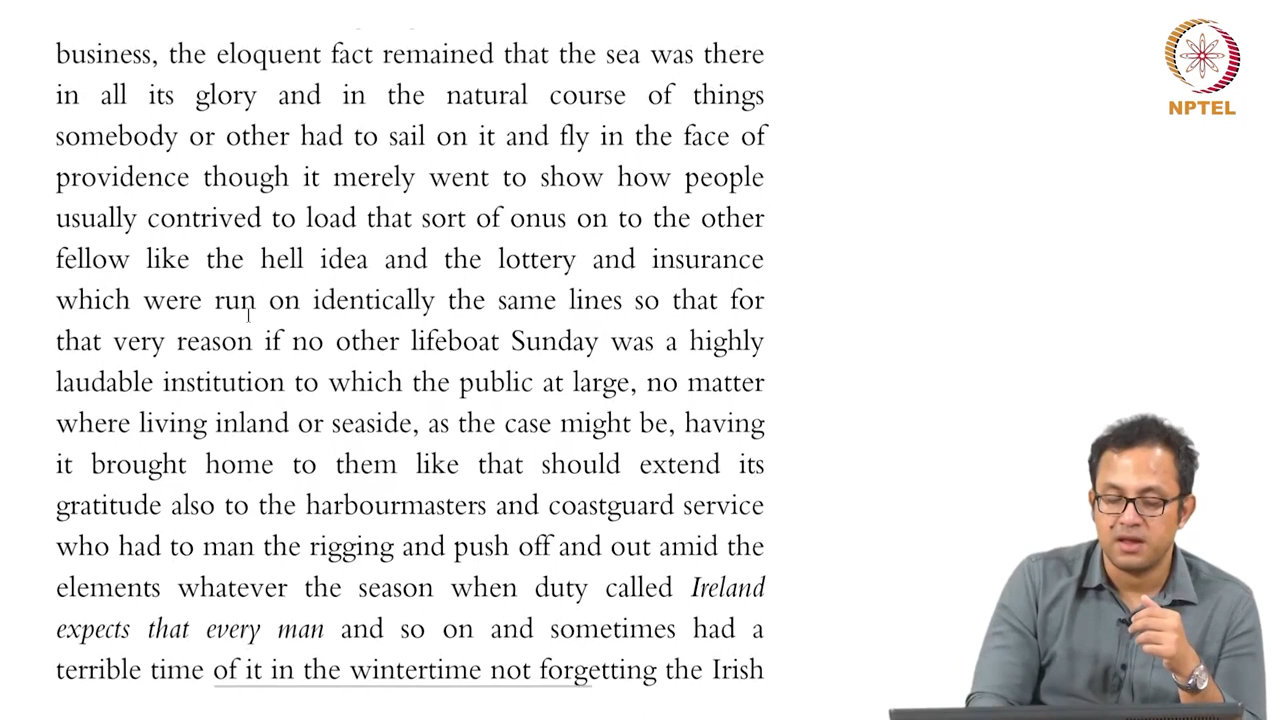 business, the eloquent fact remained that the sea was there
in all its glory and in the natural course of things
somebody or other had to sail on it and fly in the face of
providence though it merely went to show how people
usually contrived to load that sort of onus on to the other
fellow like the hell idea and the lottery and insurance
which were run on identically the same lines so that for
that very reason if no other lifeboat Sunday was a highly
laudable institution to which the public at large, no matter
where living inland or seaside, as the case might be, having
it brought home to them like that should extend its
gratitude also to the harbourmasters and coastguard service
who had to man the rigging and push off and out amid the
elements whatever the season when duty called Ireland
expects that every man and so on and sometimes had a
terrible time of it in the wintertime not forgetting the Irish
NPTEL